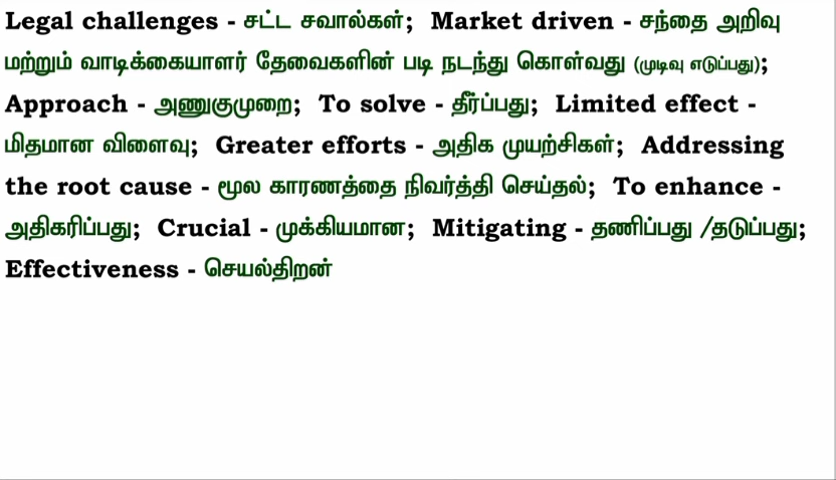 Legal challenges - சட்ட சவால்கள்; Market driven - சந்தை அறிவு
மற்றும் வாடிக்கையாளர் தேவைகளின் படி நடந்து கொள்வது (முடிவு எடுப்பது);
Approach - அணுகுமுறை; To solve - தீர்ப்பது; Limited effect -
மிதமான விளைவு; Greater efforts - அதிக முயற்சிகள்; Addressing
the root cause - மூல காரணத்தை நிவர்த்தி செய்தல்; To enhance -
அதிகரிப்பது; Crucial - முக்கியமான; Mitigating - தணிப்பது /தடுப்பது;
Effectiveness - செயல்திறன்